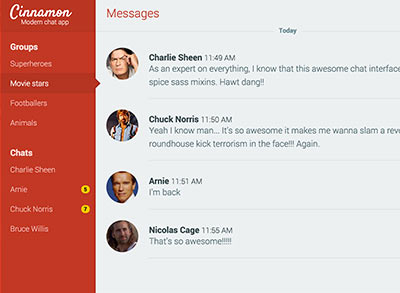 Cinnamon
Modern chat app
Groups
Superheroes
Movie stars
Footballers
Animals
Chats
Charlie Sheen
Arnie 5
Chuck Norris 7
Bruce Willis
Messages
Today
Charlie Sheen 11:49 AM
As an expert on everything, I know that this awesome chat interfac
spice sass mixins. Hawt dang!!
Chuck Norris 11:50 AM
Yeah I know man... It's so awesome it makes me wanna slam a revo
roundhouse kick terrorism in the face!!! Again.
Arnie 11:51 AM
I'm back
Nicolas Cage 11:55 AM
That's so awesome!!!!!